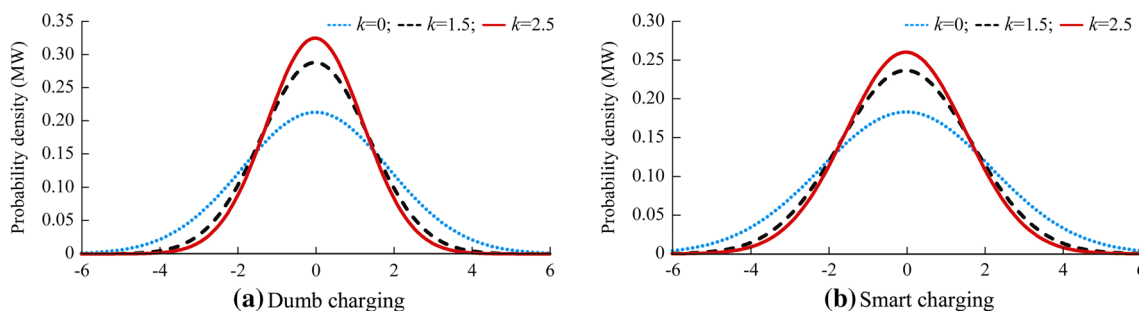 k=0; k=1.5; k=2.5
Probability density (MW)
0.35
0.30
0.25
0.20
0.15
0.10
0.05
0
-6 -4 -2 0 2 4 6
(a) Dumb charging
k=0; k=1.5; k=2.5
Probability density (MW)
0.30
0.25
0.20
0.15
0.10
0.05
0
-6 -4 -2 0 2 4 6
(b) Smart charging